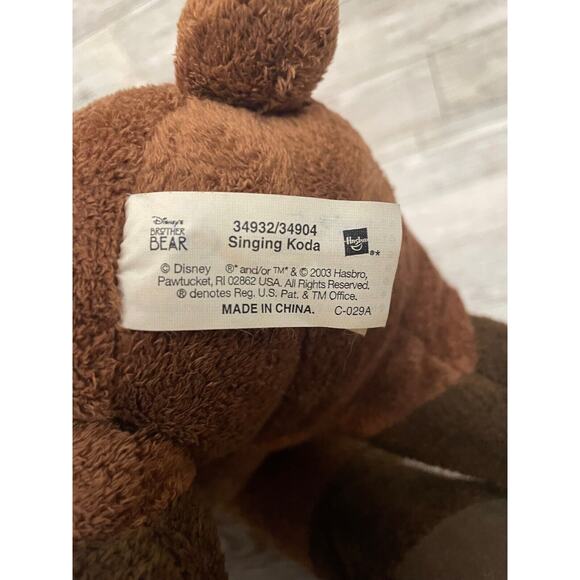 Disney's
BROTHER
BEAR
34932/34904
Singing Koda
Hasbro
®*
© Disney ®* and/or TM* & © 2003 Hasbro,
Pawtucket, RI 02862 USA. All Rights Reserved.
® denotes Reg. U.S. Pat. & TM Office.
MADE IN CHINA. C-029A